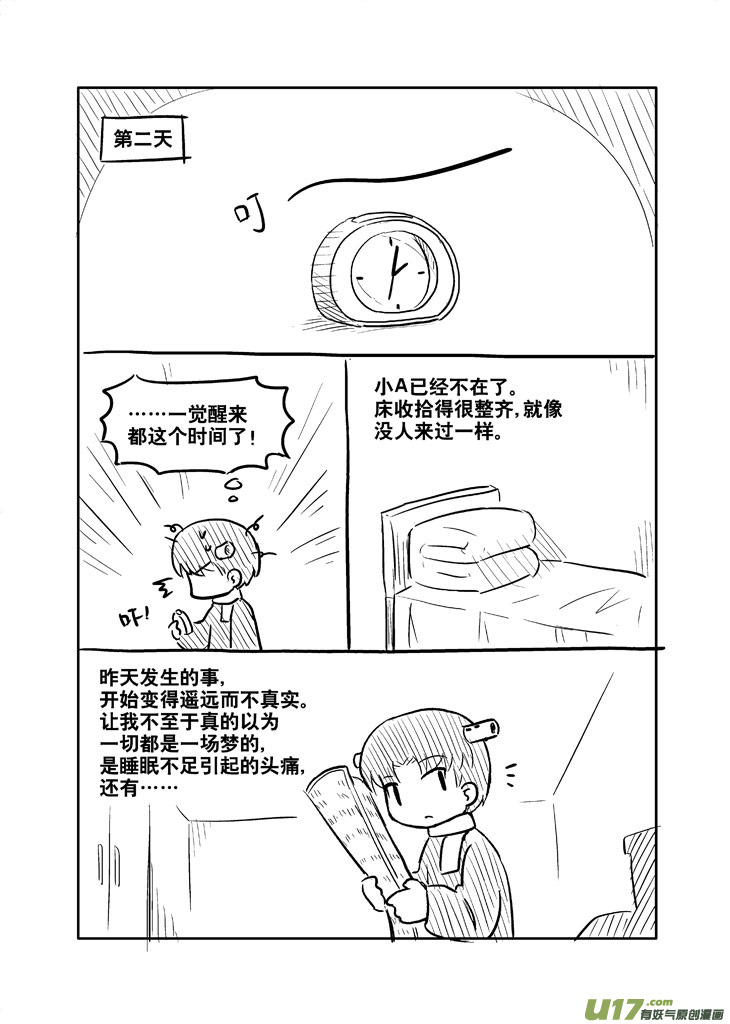 第二天
叮
……一觉醒来
都这个时间了！
咔！
小A已经不在了。
床收拾得很整齐，就像
没人来过一样。
昨天发生的事，
开始变得遥远而不真实。
让我不至于真的以为
一切都是一场梦的，
是睡眠不足引起的头痛，
还有……
U17.com
有妖气原创漫画